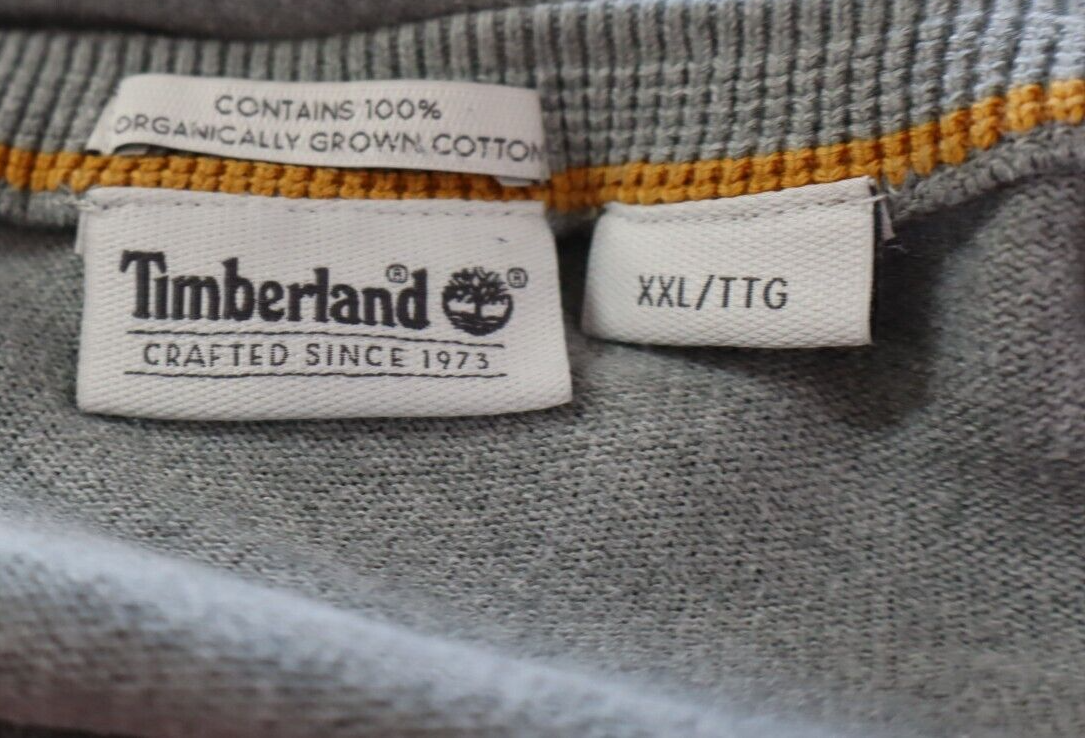 CONTAINS 100%
ORGANICALLY GROWN COTTON
Timberland® ®
CRAFTED SINCE 1973
XXL/TTG